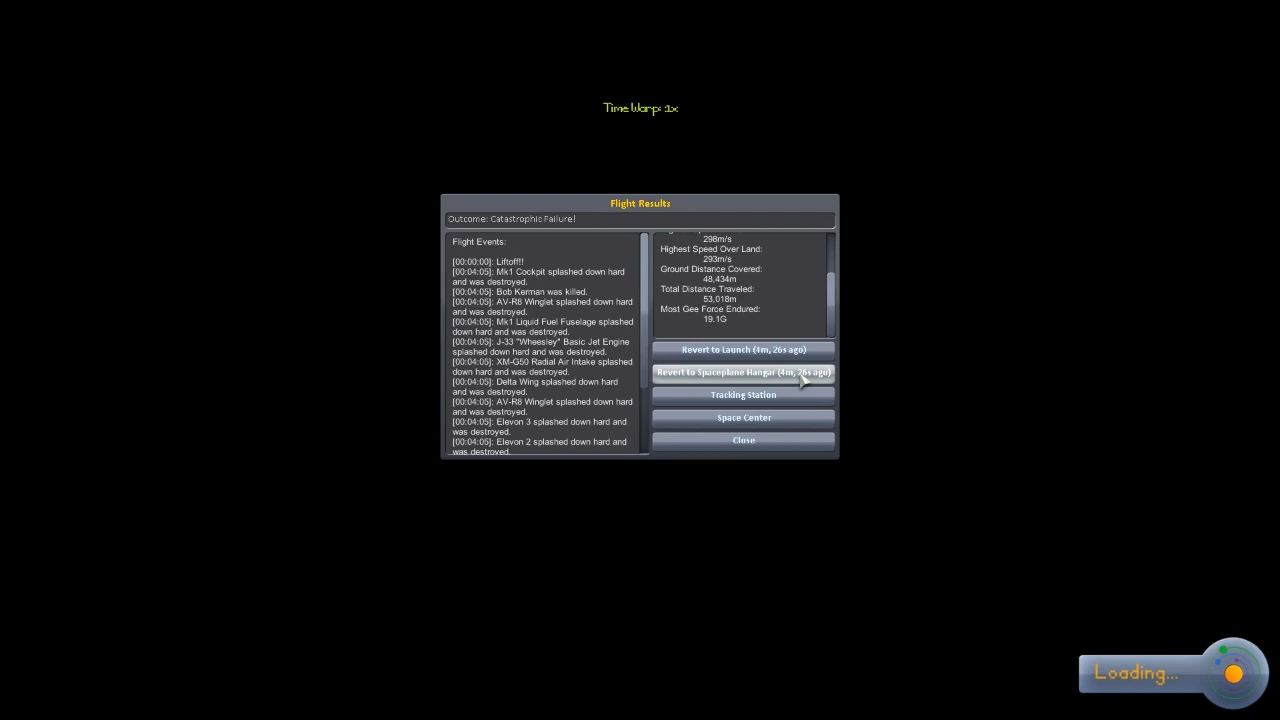 Time Warp: 1x
Flight Results
Outcome: Catastrophic Failure!
Flight Events:
[00:00:00]: Liftoff!!
[00:04:05]: Mk1 Cockpit splashed down hard
and was destroyed.
[00:04:05]: Bob Kerman was killed.
[00:04:05]: AV-R8 Winglet splashed down hard
and was destroyed.
[00:04:05]: Mk1 Liquid Fuel Fuselage splashed
down hard and was destroyed.
[00:04:05]: J-33 "Wheesley" Basic Jet Engine
splashed down hard and was destroyed.
[00:04:05]: XM-G50 Radial Air Intake splashed
down hard and was destroyed.
[00:04:05]: Delta Wing splashed down hard
and was destroyed.
[00:04:05]: AV-R8 Winglet splashed down hard
and was destroyed.
[00:04:05]: Elevon 3 splashed down hard and
was destroyed.
[00:04:05]: Elevon 2 splashed down hard and
was destroyed.
298m/s
Highest Speed Over Land:
293m/s
Ground Distance Covered:
48,434m
Total Distance Traveled:
53,018m
Most Gee Force Endured:
19.1G
Revert to Launch (4m, 26s ago)
Revert to Spaceplane Hangar (4m, 26s ago)
Tracking Station
Space Center
Close
Loading...